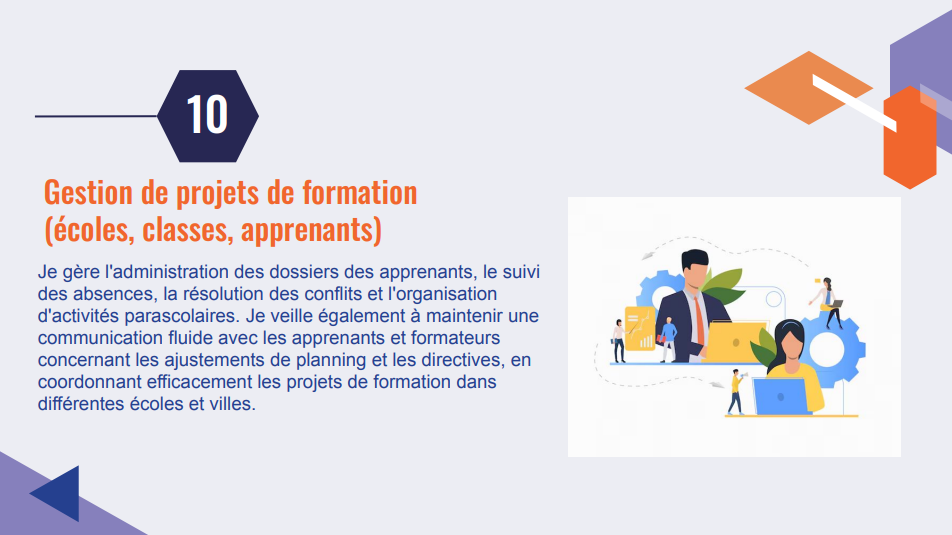 10
Gestion de projets de formation
(écoles, classes, apprenants)
Je gère l'administration des dossiers des apprenants, le suivi
des absences, la résolution des conflits et l'organisation
d'activités parascolaires. Je veille également à maintenir une
communication fluide avec les apprenants et formateurs
concernant les ajustements de planning et les directives, en
coordonnant efficacement les projets de formation dans
différentes écoles et villes.